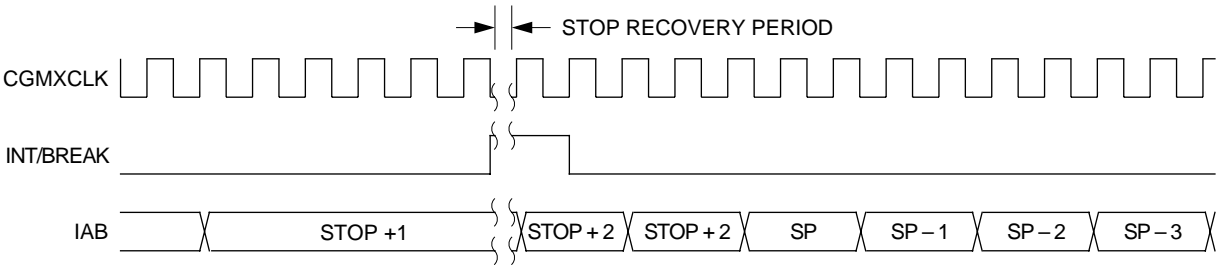 STOP RECOVERY PERIOD
CGMXCLK
INT/BREAK
IAB STOP +1 STOP + 2 STOP + 2 SP SP – 1 SP – 2 SP – 3